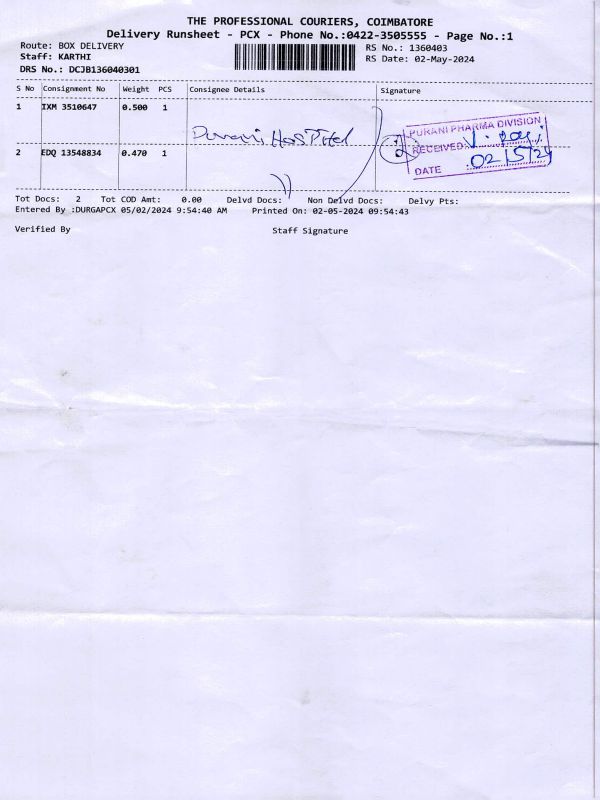 THE PROFESSIONAL COURIERS, COIMBATORE
Delivery Runsheet - PCX - Phone No.:0422-3505555 - Page No.:1
Route: BOX DELIVERY RS No.: 1360403
Staff: KARTHI RS Date: 02-May-2024
DRS No.: DCJB136040301
S No Consignment No Weight PCS Consignee Details Signature
1 IXM 3510647 0.500 1
Purani HosPital
PURANI PHARMA DIVISION
RECEIVED:
2 EDQ 13548834 0.470 1
DATE 02/5/24
Tot Docs: 2 Tot COD Amt: 0.00 Delvd Docs: Non Delvd Docs: Delvy Pts:
Entered By :DURGAPCX 05/02/2024 9:54:40 AM Printed On: 02-05-2024 09:54:43
Verified By Staff Signature